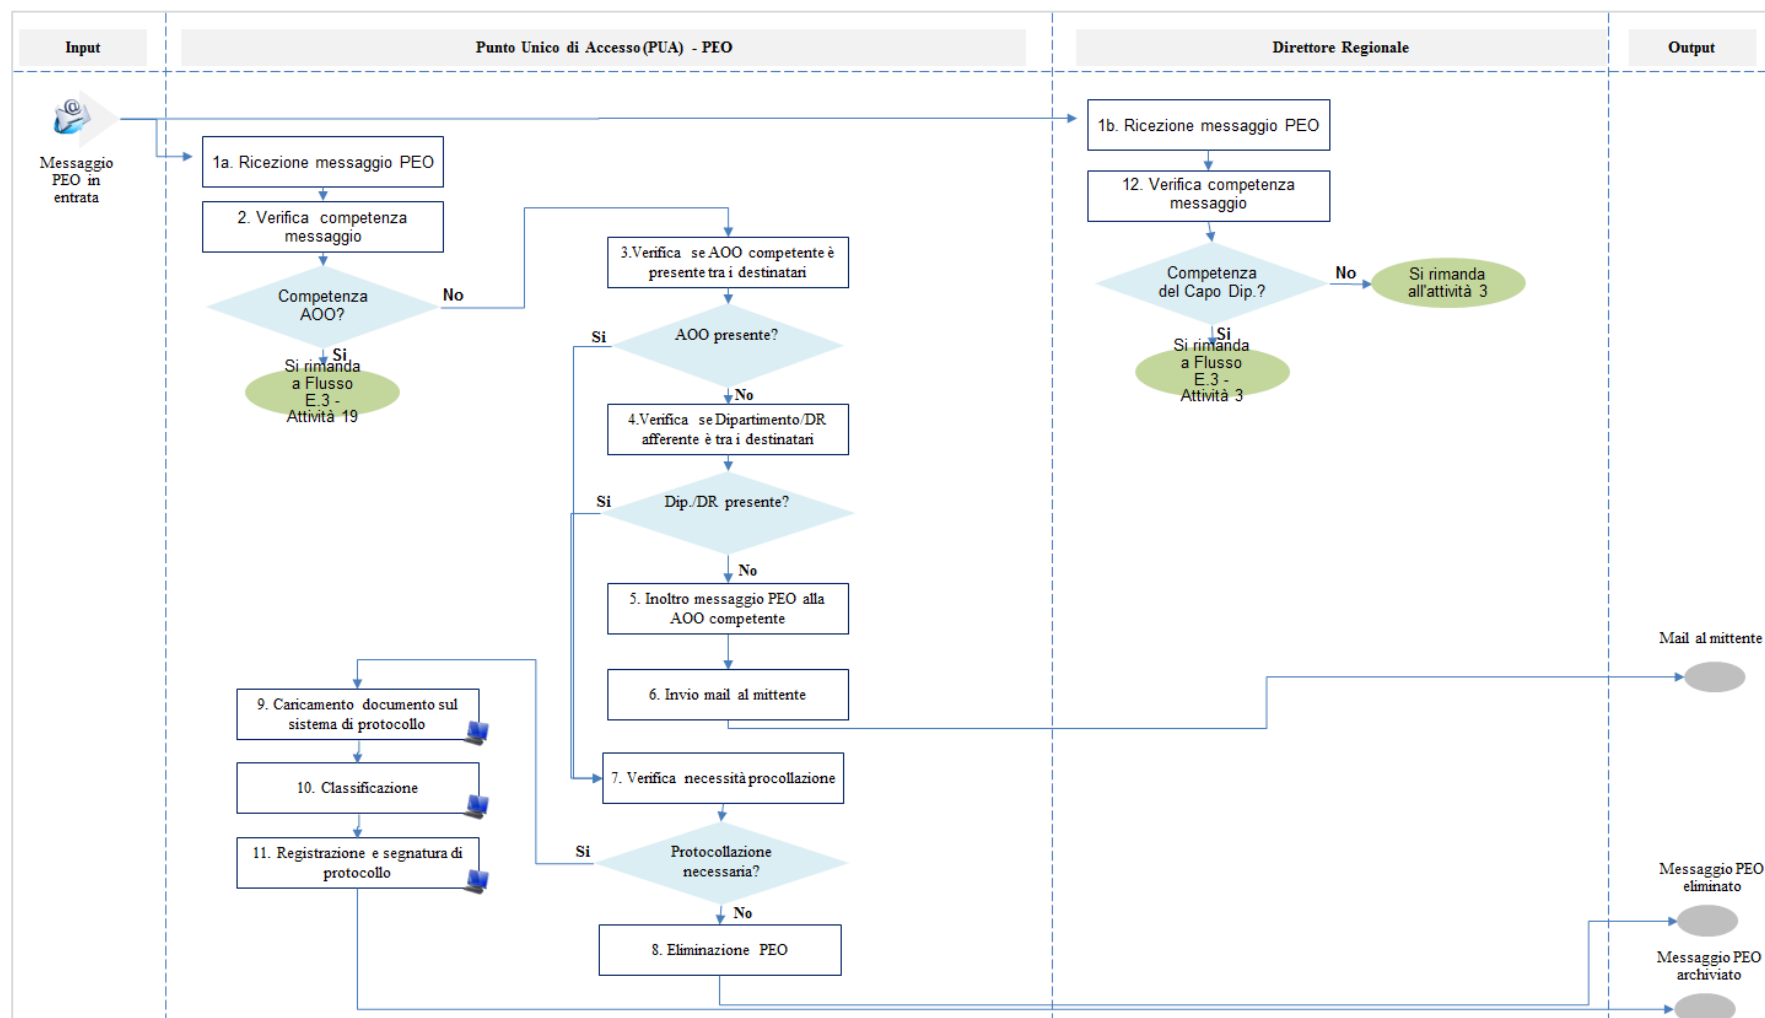 Input
Punto Unico di Accesso (PUA) - PEO
Direttore Regionale
Output
Messaggio
PEO in
entrata
1a. Ricezione messaggio PEO
2. Verifica competenza
messaggio
Competenza
AOO?
No
Si
Si rimanda
a Flusso
E.3 -
Attività 19
3.Verifica se AOO competente è
presente tra i destinatari
AOO presente?
Si
No
4.Verifica se Dipartimento/DR
afferente è tra i destinatari
Dip./DR presente?
Si
No
5. Inoltro messaggio PEO alla
AOO competente
6. Invio mail al mittente
7. Verifica necessità procollazione
Protocollazione
necessaria?
Si
No
8. Eliminazione PEO
9. Caricamento documento sul
sistema di protocollo
10. Classificazione
11. Registrazione e segnatura di
protocollo
1b. Ricezione messaggio PEO
12. Verifica competenza
messaggio
Competenza
del Capo Dip.?
No
Si rimanda
all'attività 3
Si
Si rimanda
a Flusso
E.3 -
Attività 3
Mail al mittente
Messaggio PEO
eliminato
Messaggio PEO
archiviato